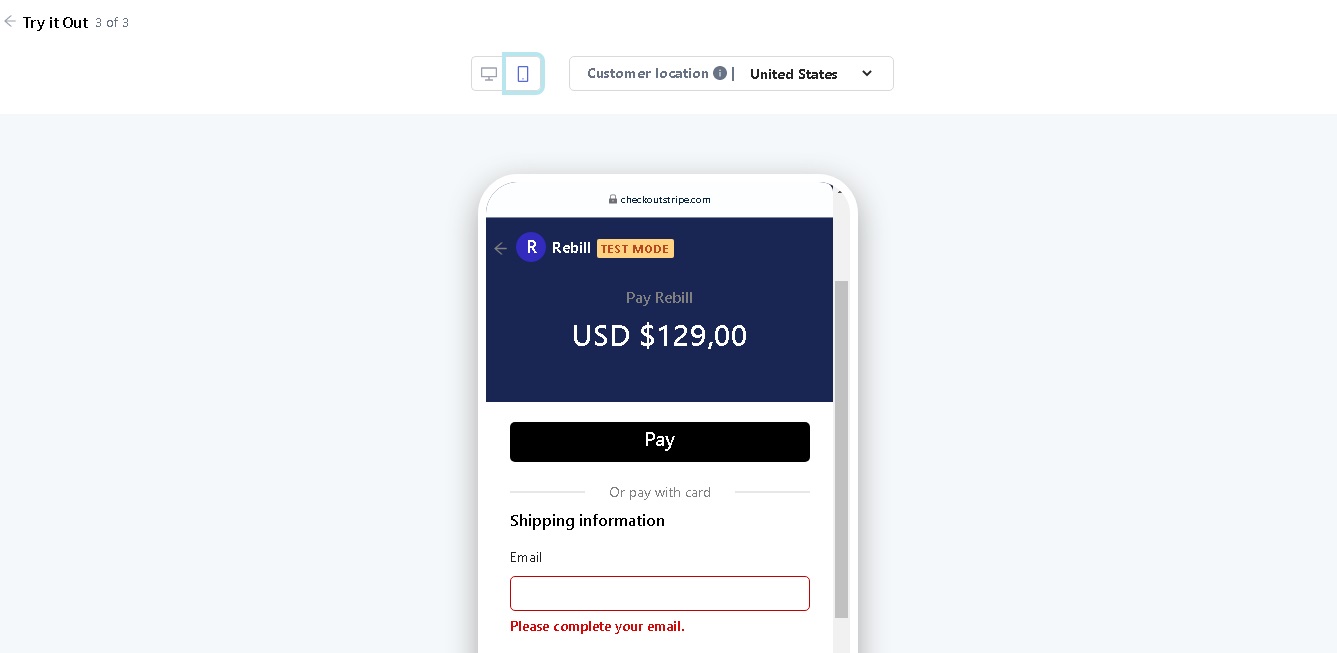 Try it Out 3 of 3
Customer location | United States
checkoutstripe.com
R Rebill TEST MODE
Pay Rebill
USD $129,00
Pay
Or pay with card
Shipping information
Email
Please complete your email.